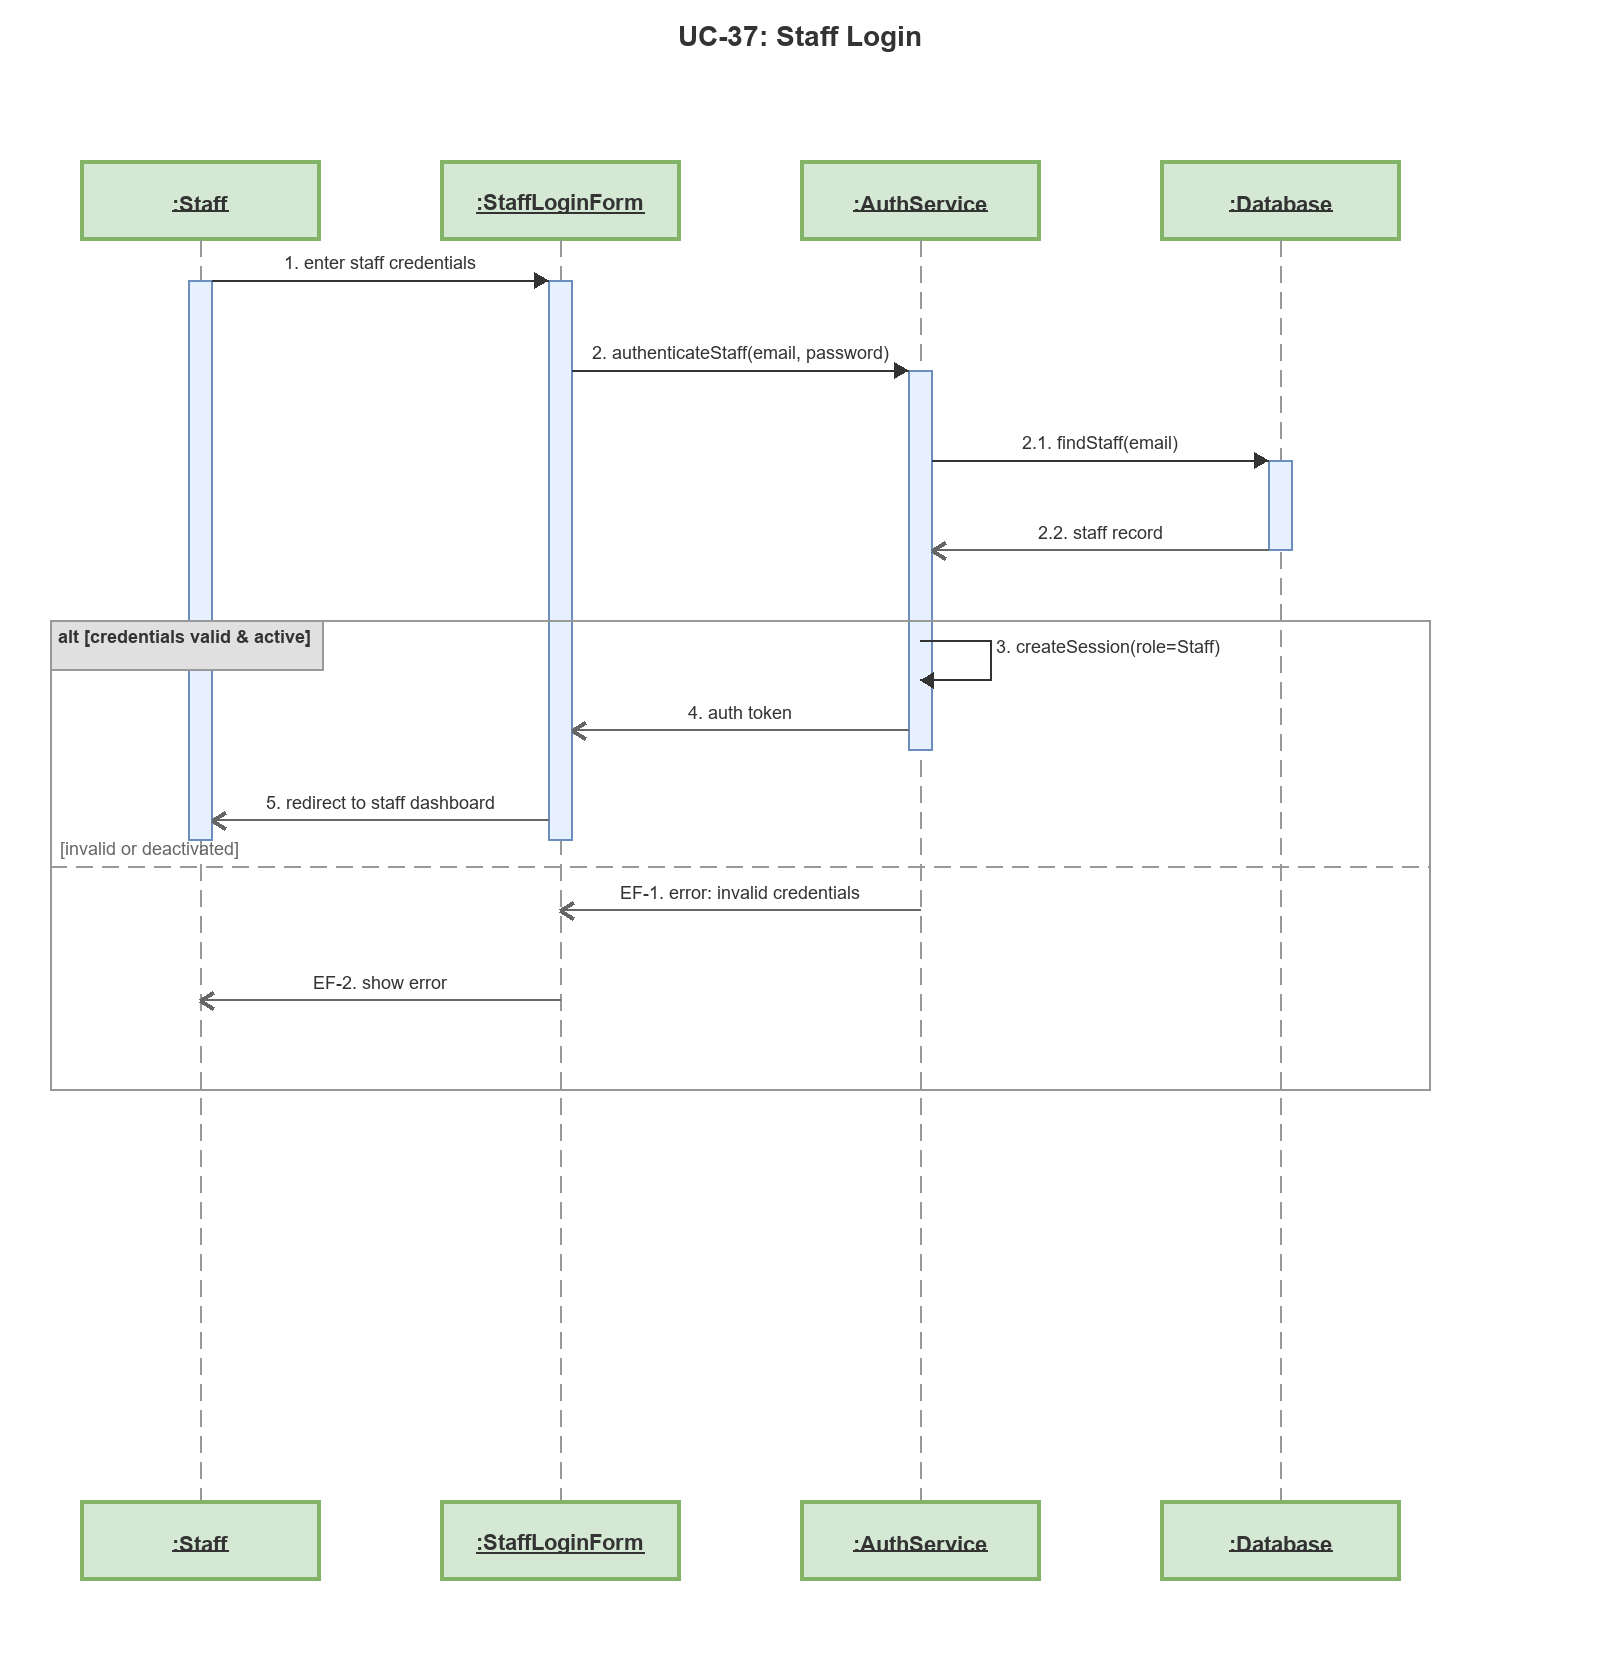 UC-37: Staff Login
:Staff
:StaffLoginForm
:AuthService
:Database
1. enter staff credentials
2. authenticateStaff(email, password)
2.1. findStaff(email)
2.2. staff record
alt [credentials valid & active]
3. createSession(role=Staff)
4. auth token
5. redirect to staff dashboard
[invalid or deactivated]
EF-1. error: invalid credentials
EF-2. show error
:Staff
:StaffLoginForm
:AuthService
:Database